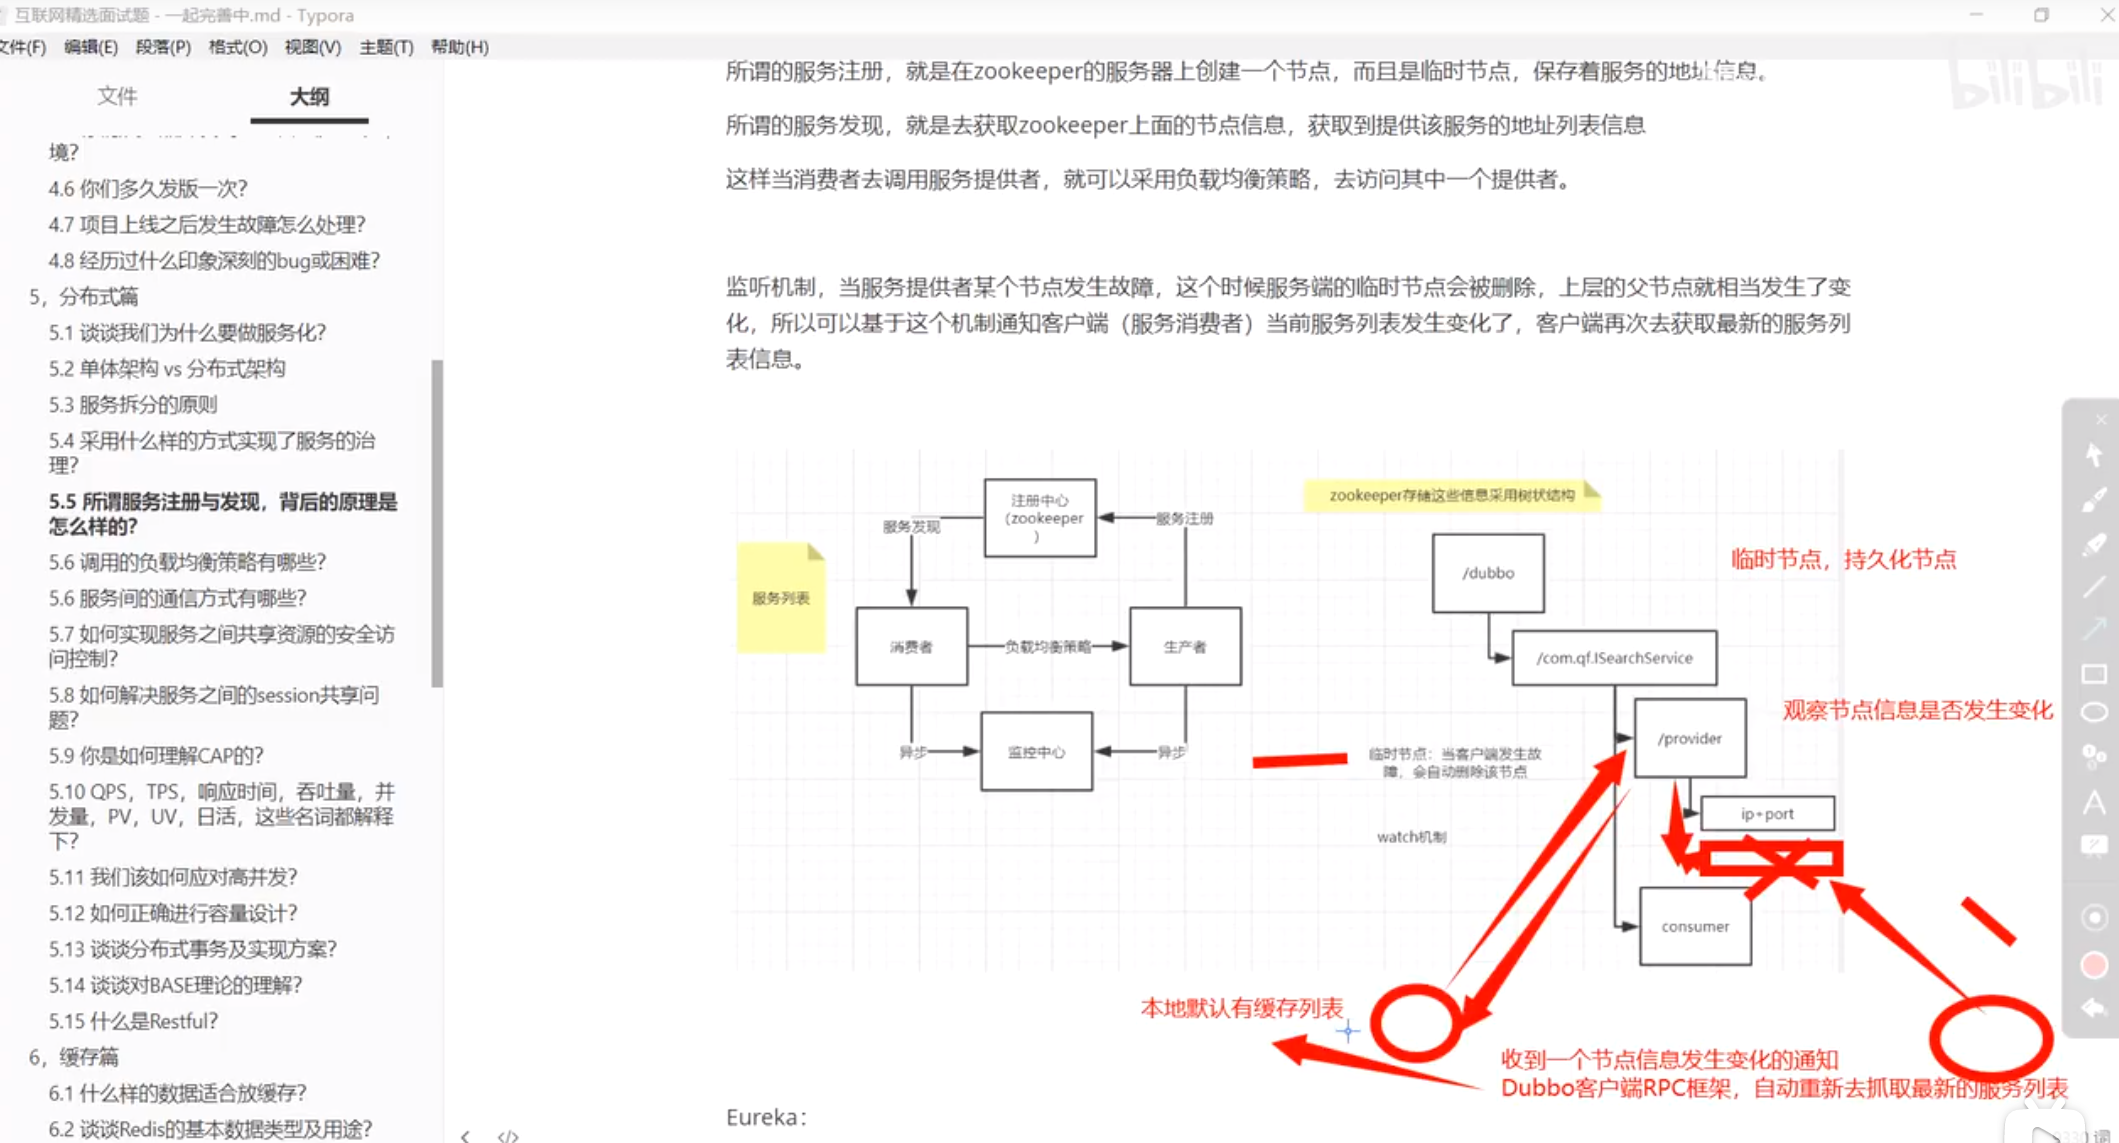 互联网精选面试题 - 一起完善中.md - Typora
文件(F) 编辑(E) 段落(P) 格式(O) 视图(V) 主题(T) 帮助(H)
文件 大纲
境？
4.6 你们多久发版一次？
4.7 项目上线之后发生故障怎么处理？
4.8 经历过什么印象深刻的bug或困难？
5，分布式篇
5.1 谈谈我们为什么要做服务化？
5.2 单体架构 vs 分布式架构
5.3 服务拆分的原则
5.4 采用什么样的方式实现了服务的治
理？
5.5 所谓服务注册与发现，背后的原理是
怎么样的？
5.6 调用的负载均衡策略有哪些？
5.6 服务间的通信方式有哪些？
5.7 如何实现服务之间共享资源的安全访
问控制？
5.8 如何解决服务之间的session共享问
题？
5.9 你是如何理解CAP的？
5.10 QPS，TPS，响应时间，吞吐量，并
发量，PV，UV，日活，这些名词都解释
下？
5.11 我们该如何应对高并发？
5.12 如何正确进行容量设计？
5.13 谈谈分布式事务及实现方案？
5.14 谈谈对BASE理论的理解？
5.15 什么是Restful？
6，缓存篇
6.1 什么样的数据适合放缓存？
6.2 谈谈Redis的基本数据类型及用途？
所谓的服务注册，就是在zookeeper的服务器上创建一个节点，而且是临时节点，保存着服务的地址信息。
所谓的服务发现，就是去获取zookeeper上面的节点信息，获取到提供该服务的地址列表信息
这样当消费者去调用服务提供者，就可以采用负载均衡策略，去访问其中一个提供者。
监听机制，当服务提供者某个节点发生故障，这个时候服务端的临时节点会被删除，上层的父节点就相当发生了变
化，所以可以基于这个机制通知客户端（服务消费者）当前服务列表发生变化了，客户端再次去获取最新的服务列
表信息。
服务列表
注册中心
（zookeeper
）
服务发现
服务注册
消费者
负载均衡策略
生产者
异步
监控中心
异步
zookeeper存储这些信息采用树状结构
/dubbo
临时节点，持久化节点
/com.qf.ISearchService
/provider
观察节点信息是否发生变化
临时节点：当客户端发生故
障，会自动删除该节点
ip+port
watch机制
consumer
本地默认有缓存列表
收到一个节点信息发生变化的通知
Dubbo客户端RPC框架，自动重新去抓取最新的服务列表
Eureka：
bilibili